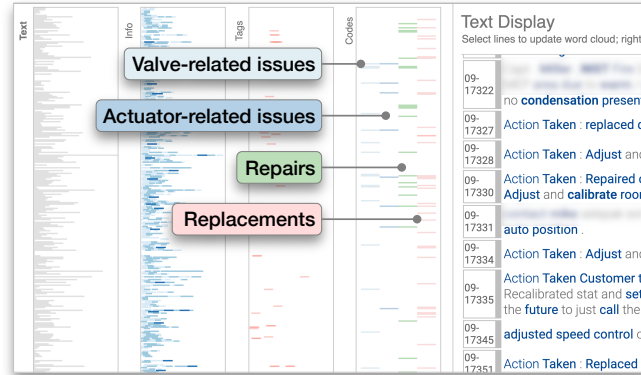 Text
Info
Tags
Codes
Valve-related issues
Actuator-related issues
Repairs
Replacements
Text Display
Select lines to update word cloud; right
09-
17322
no condensation present
09-
17327
Action Taken : replaced
09-
17328
Action Taken : Adjust and
09-
17330
Action Taken : Repaired
Adjust and calibrate room
09-
17331
auto position .
09-
17334
Action Taken : Adjust and
09-
17335
Action Taken Customer
Recalibrated stat and set
the future to just call the
09-
17345
adjusted speed control
09-
17351
Action Taken : Replaced